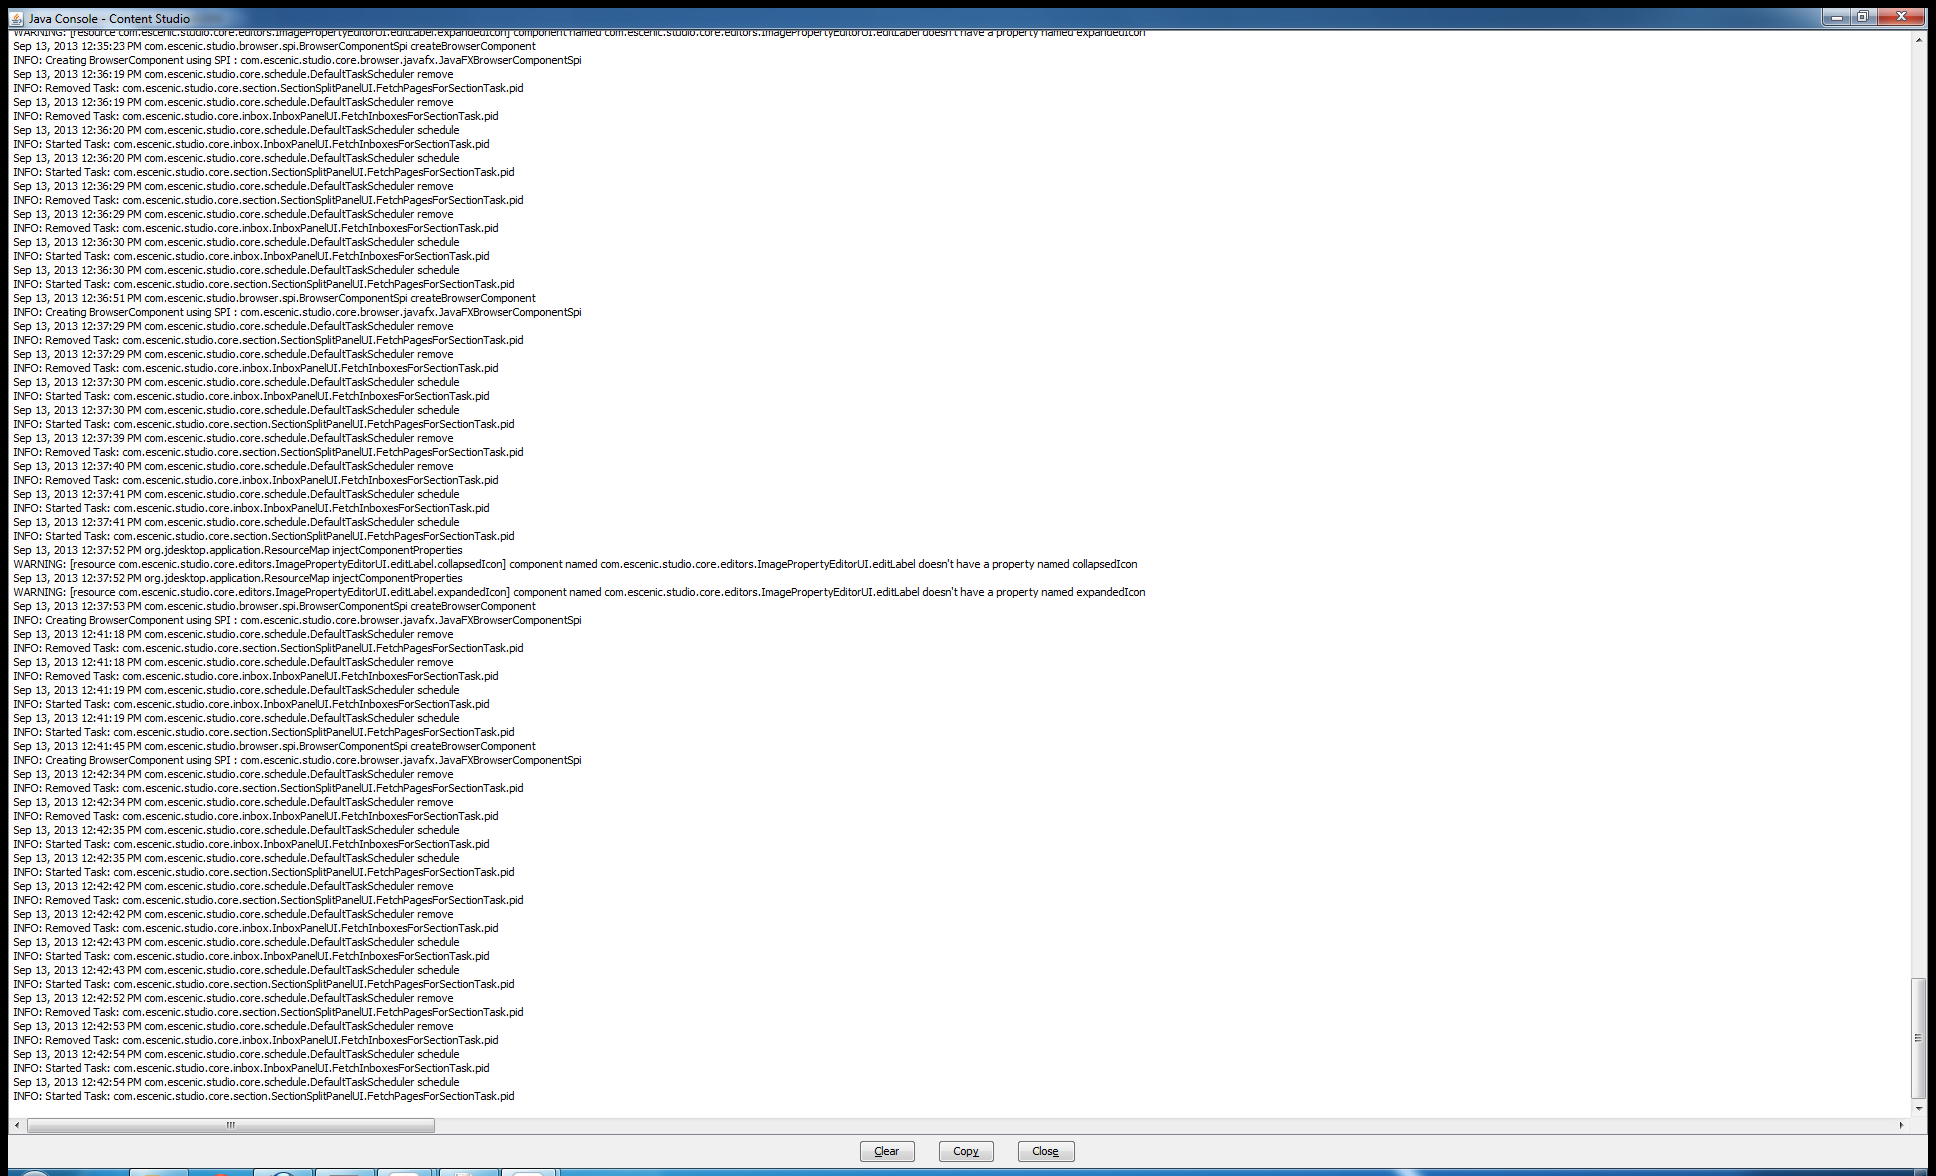 Java Console - Content Studio
WARNING: [resource com.escenic.studio.core.editors.ImagePropertyEditorUI.editLabel.expandedIcon] component named com.escenic.studio.core.editors.ImagePropertyEditorUI.editLabel doesn't have a property named expandedIcon
Sep 13, 2013 12:35:23 PM com.escenic.studio.browser.spi.BrowserComponentSpi createBrowserComponent
INFO: Creating BrowserComponent using SPI : com.escenic.studio.core.browser.javafx.JavaFXBrowserComponentSpi
Sep 13, 2013 12:36:19 PM com.escenic.studio.core.schedule.DefaultTaskScheduler remove
INFO: Removed Task: com.escenic.studio.core.section.SectionSplitPanelUI.FetchPagesForSectionTask.pid
Sep 13, 2013 12:36:19 PM com.escenic.studio.core.schedule.DefaultTaskScheduler remove
INFO: Removed Task: com.escenic.studio.core.inbox.InboxPanelUI.FetchInboxesForSectionTask.pid
Sep 13, 2013 12:36:20 PM com.escenic.studio.core.schedule.DefaultTaskScheduler schedule
INFO: Started Task: com.escenic.studio.core.inbox.InboxPanelUI.FetchInboxesForSectionTask.pid
Sep 13, 2013 12:36:20 PM com.escenic.studio.core.schedule.DefaultTaskScheduler schedule
INFO: Started Task: com.escenic.studio.core.section.SectionSplitPanelUI.FetchPagesForSectionTask.pid
Sep 13, 2013 12:36:29 PM com.escenic.studio.core.schedule.DefaultTaskScheduler remove
INFO: Removed Task: com.escenic.studio.core.section.SectionSplitPanelUI.FetchPagesForSectionTask.pid
Sep 13, 2013 12:36:29 PM com.escenic.studio.core.schedule.DefaultTaskScheduler remove
INFO: Removed Task: com.escenic.studio.core.inbox.InboxPanelUI.FetchInboxesForSectionTask.pid
Sep 13, 2013 12:36:30 PM com.escenic.studio.core.schedule.DefaultTaskScheduler schedule
INFO: Started Task: com.escenic.studio.core.inbox.InboxPanelUI.FetchInboxesForSectionTask.pid
Sep 13, 2013 12:36:30 PM com.escenic.studio.core.schedule.DefaultTaskScheduler schedule
INFO: Started Task: com.escenic.studio.core.section.SectionSplitPanelUI.FetchPagesForSectionTask.pid
Sep 13, 2013 12:36:51 PM com.escenic.studio.browser.spi.BrowserComponentSpi createBrowserComponent
INFO: Creating BrowserComponent using SPI : com.escenic.studio.core.browser.javafx.JavaFXBrowserComponentSpi
Sep 13, 2013 12:37:29 PM com.escenic.studio.core.schedule.DefaultTaskScheduler remove
INFO: Removed Task: com.escenic.studio.core.section.SectionSplitPanelUI.FetchPagesForSectionTask.pid
Sep 13, 2013 12:37:29 PM com.escenic.studio.core.schedule.DefaultTaskScheduler remove
INFO: Removed Task: com.escenic.studio.core.inbox.InboxPanelUI.FetchInboxesForSectionTask.pid
Sep 13, 2013 12:37:30 PM com.escenic.studio.core.schedule.DefaultTaskScheduler schedule
INFO: Started Task: com.escenic.studio.core.inbox.InboxPanelUI.FetchInboxesForSectionTask.pid
Sep 13, 2013 12:37:30 PM com.escenic.studio.core.schedule.DefaultTaskScheduler schedule
INFO: Started Task: com.escenic.studio.core.section.SectionSplitPanelUI.FetchPagesForSectionTask.pid
Sep 13, 2013 12:37:39 PM com.escenic.studio.core.schedule.DefaultTaskScheduler remove
INFO: Removed Task: com.escenic.studio.core.section.SectionSplitPanelUI.FetchPagesForSectionTask.pid
Sep 13, 2013 12:37:40 PM com.escenic.studio.core.schedule.DefaultTaskScheduler remove
INFO: Removed Task: com.escenic.studio.core.inbox.InboxPanelUI.FetchInboxesForSectionTask.pid
Sep 13, 2013 12:37:41 PM com.escenic.studio.core.schedule.DefaultTaskScheduler schedule
INFO: Started Task: com.escenic.studio.core.inbox.InboxPanelUI.FetchInboxesForSectionTask.pid
Sep 13, 2013 12:37:41 PM com.escenic.studio.core.schedule.DefaultTaskScheduler schedule
INFO: Started Task: com.escenic.studio.core.section.SectionSplitPanelUI.FetchPagesForSectionTask.pid
Sep 13, 2013 12:37:52 PM org.jdesktop.application.ResourceMap injectComponentProperties
WARNING: [resource com.escenic.studio.core.editors.ImagePropertyEditorUI.editLabel.collapsedIcon] component named com.escenic.studio.core.editors.ImagePropertyEditorUI.editLabel doesn't have a property named collapsedIcon
Sep 13, 2013 12:37:52 PM org.jdesktop.application.ResourceMap injectComponentProperties
WARNING: [resource com.escenic.studio.core.editors.ImagePropertyEditorUI.editLabel.expandedIcon] component named com.escenic.studio.core.editors.ImagePropertyEditorUI.editLabel doesn't have a property named expandedIcon
Sep 13, 2013 12:37:53 PM com.escenic.studio.browser.spi.BrowserComponentSpi createBrowserComponent
INFO: Creating BrowserComponent using SPI : com.escenic.studio.core.browser.javafx.JavaFXBrowserComponentSpi
Sep 13, 2013 12:41:18 PM com.escenic.studio.core.schedule.DefaultTaskScheduler remove
INFO: Removed Task: com.escenic.studio.core.section.SectionSplitPanelUI.FetchPagesForSectionTask.pid
Sep 13, 2013 12:41:18 PM com.escenic.studio.core.schedule.DefaultTaskScheduler remove
INFO: Removed Task: com.escenic.studio.core.inbox.InboxPanelUI.FetchInboxesForSectionTask.pid
Sep 13, 2013 12:41:19 PM com.escenic.studio.core.schedule.DefaultTaskScheduler schedule
INFO: Started Task: com.escenic.studio.core.inbox.InboxPanelUI.FetchInboxesForSectionTask.pid
Sep 13, 2013 12:41:19 PM com.escenic.studio.core.schedule.DefaultTaskScheduler schedule
INFO: Started Task: com.escenic.studio.core.section.SectionSplitPanelUI.FetchPagesForSectionTask.pid
Sep 13, 2013 12:41:45 PM com.escenic.studio.browser.spi.BrowserComponentSpi createBrowserComponent
INFO: Creating BrowserComponent using SPI : com.escenic.studio.core.browser.javafx.JavaFXBrowserComponentSpi
Sep 13, 2013 12:42:34 PM com.escenic.studio.core.schedule.DefaultTaskScheduler remove
INFO: Removed Task: com.escenic.studio.core.section.SectionSplitPanelUI.FetchPagesForSectionTask.pid
Sep 13, 2013 12:42:34 PM com.escenic.studio.core.schedule.DefaultTaskScheduler remove
INFO: Removed Task: com.escenic.studio.core.inbox.InboxPanelUI.FetchInboxesForSectionTask.pid
Sep 13, 2013 12:42:35 PM com.escenic.studio.core.schedule.DefaultTaskScheduler schedule
INFO: Started Task: com.escenic.studio.core.inbox.InboxPanelUI.FetchInboxesForSectionTask.pid
Sep 13, 2013 12:42:35 PM com.escenic.studio.core.schedule.DefaultTaskScheduler schedule
INFO: Started Task: com.escenic.studio.core.section.SectionSplitPanelUI.FetchPagesForSectionTask.pid
Sep 13, 2013 12:42:42 PM com.escenic.studio.core.schedule.DefaultTaskScheduler remove
INFO: Removed Task: com.escenic.studio.core.section.SectionSplitPanelUI.FetchPagesForSectionTask.pid
Sep 13, 2013 12:42:42 PM com.escenic.studio.core.schedule.DefaultTaskScheduler remove
INFO: Removed Task: com.escenic.studio.core.inbox.InboxPanelUI.FetchInboxesForSectionTask.pid
Sep 13, 2013 12:42:43 PM com.escenic.studio.core.schedule.DefaultTaskScheduler schedule
INFO: Started Task: com.escenic.studio.core.inbox.InboxPanelUI.FetchInboxesForSectionTask.pid
Sep 13, 2013 12:42:43 PM com.escenic.studio.core.schedule.DefaultTaskScheduler schedule
INFO: Started Task: com.escenic.studio.core.section.SectionSplitPanelUI.FetchPagesForSectionTask.pid
Sep 13, 2013 12:42:52 PM com.escenic.studio.core.schedule.DefaultTaskScheduler remove
INFO: Removed Task: com.escenic.studio.core.section.SectionSplitPanelUI.FetchPagesForSectionTask.pid
Sep 13, 2013 12:42:53 PM com.escenic.studio.core.schedule.DefaultTaskScheduler remove
INFO: Removed Task: com.escenic.studio.core.inbox.InboxPanelUI.FetchInboxesForSectionTask.pid
Sep 13, 2013 12:42:54 PM com.escenic.studio.core.schedule.DefaultTaskScheduler schedule
INFO: Started Task: com.escenic.studio.core.inbox.InboxPanelUI.FetchInboxesForSectionTask.pid
Sep 13, 2013 12:42:54 PM com.escenic.studio.core.schedule.DefaultTaskScheduler schedule
INFO: Started Task: com.escenic.studio.core.section.SectionSplitPanelUI.FetchPagesForSectionTask.pid
Clear Copy Close